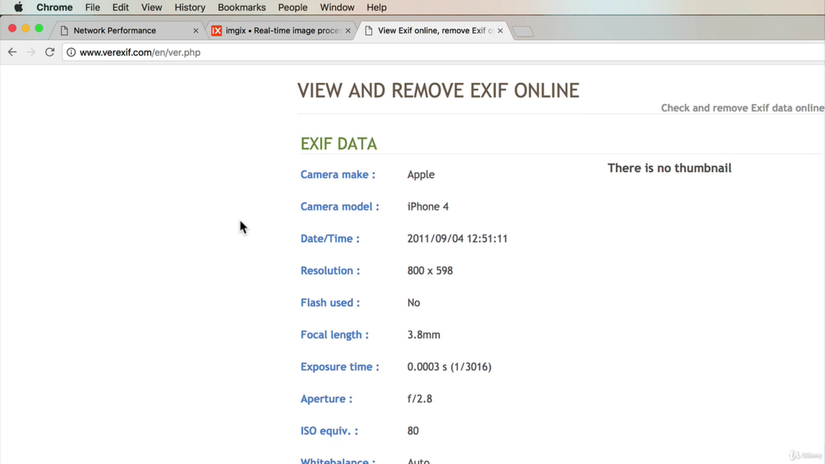 Chrome File Edit View History Bookmarks People Window Help
Network Performance × imgix • Real-time image proce × View Exif online, remove Exif o ×
www.verexif.com/en/ver.php
VIEW AND REMOVE EXIF ONLINE
Check and remove Exif data online
EXIF DATA
There is no thumbnail
Camera make : Apple
Camera model : iPhone 4
Date/Time : 2011/09/04 12:51:11
Resolution : 800 x 598
Flash used : No
Focal length : 3.8mm
Exposure time : 0.0003 s (1/3016)
Aperture : f/2.8
ISO equiv. : 80
Whitebalance : Auto
Udemy